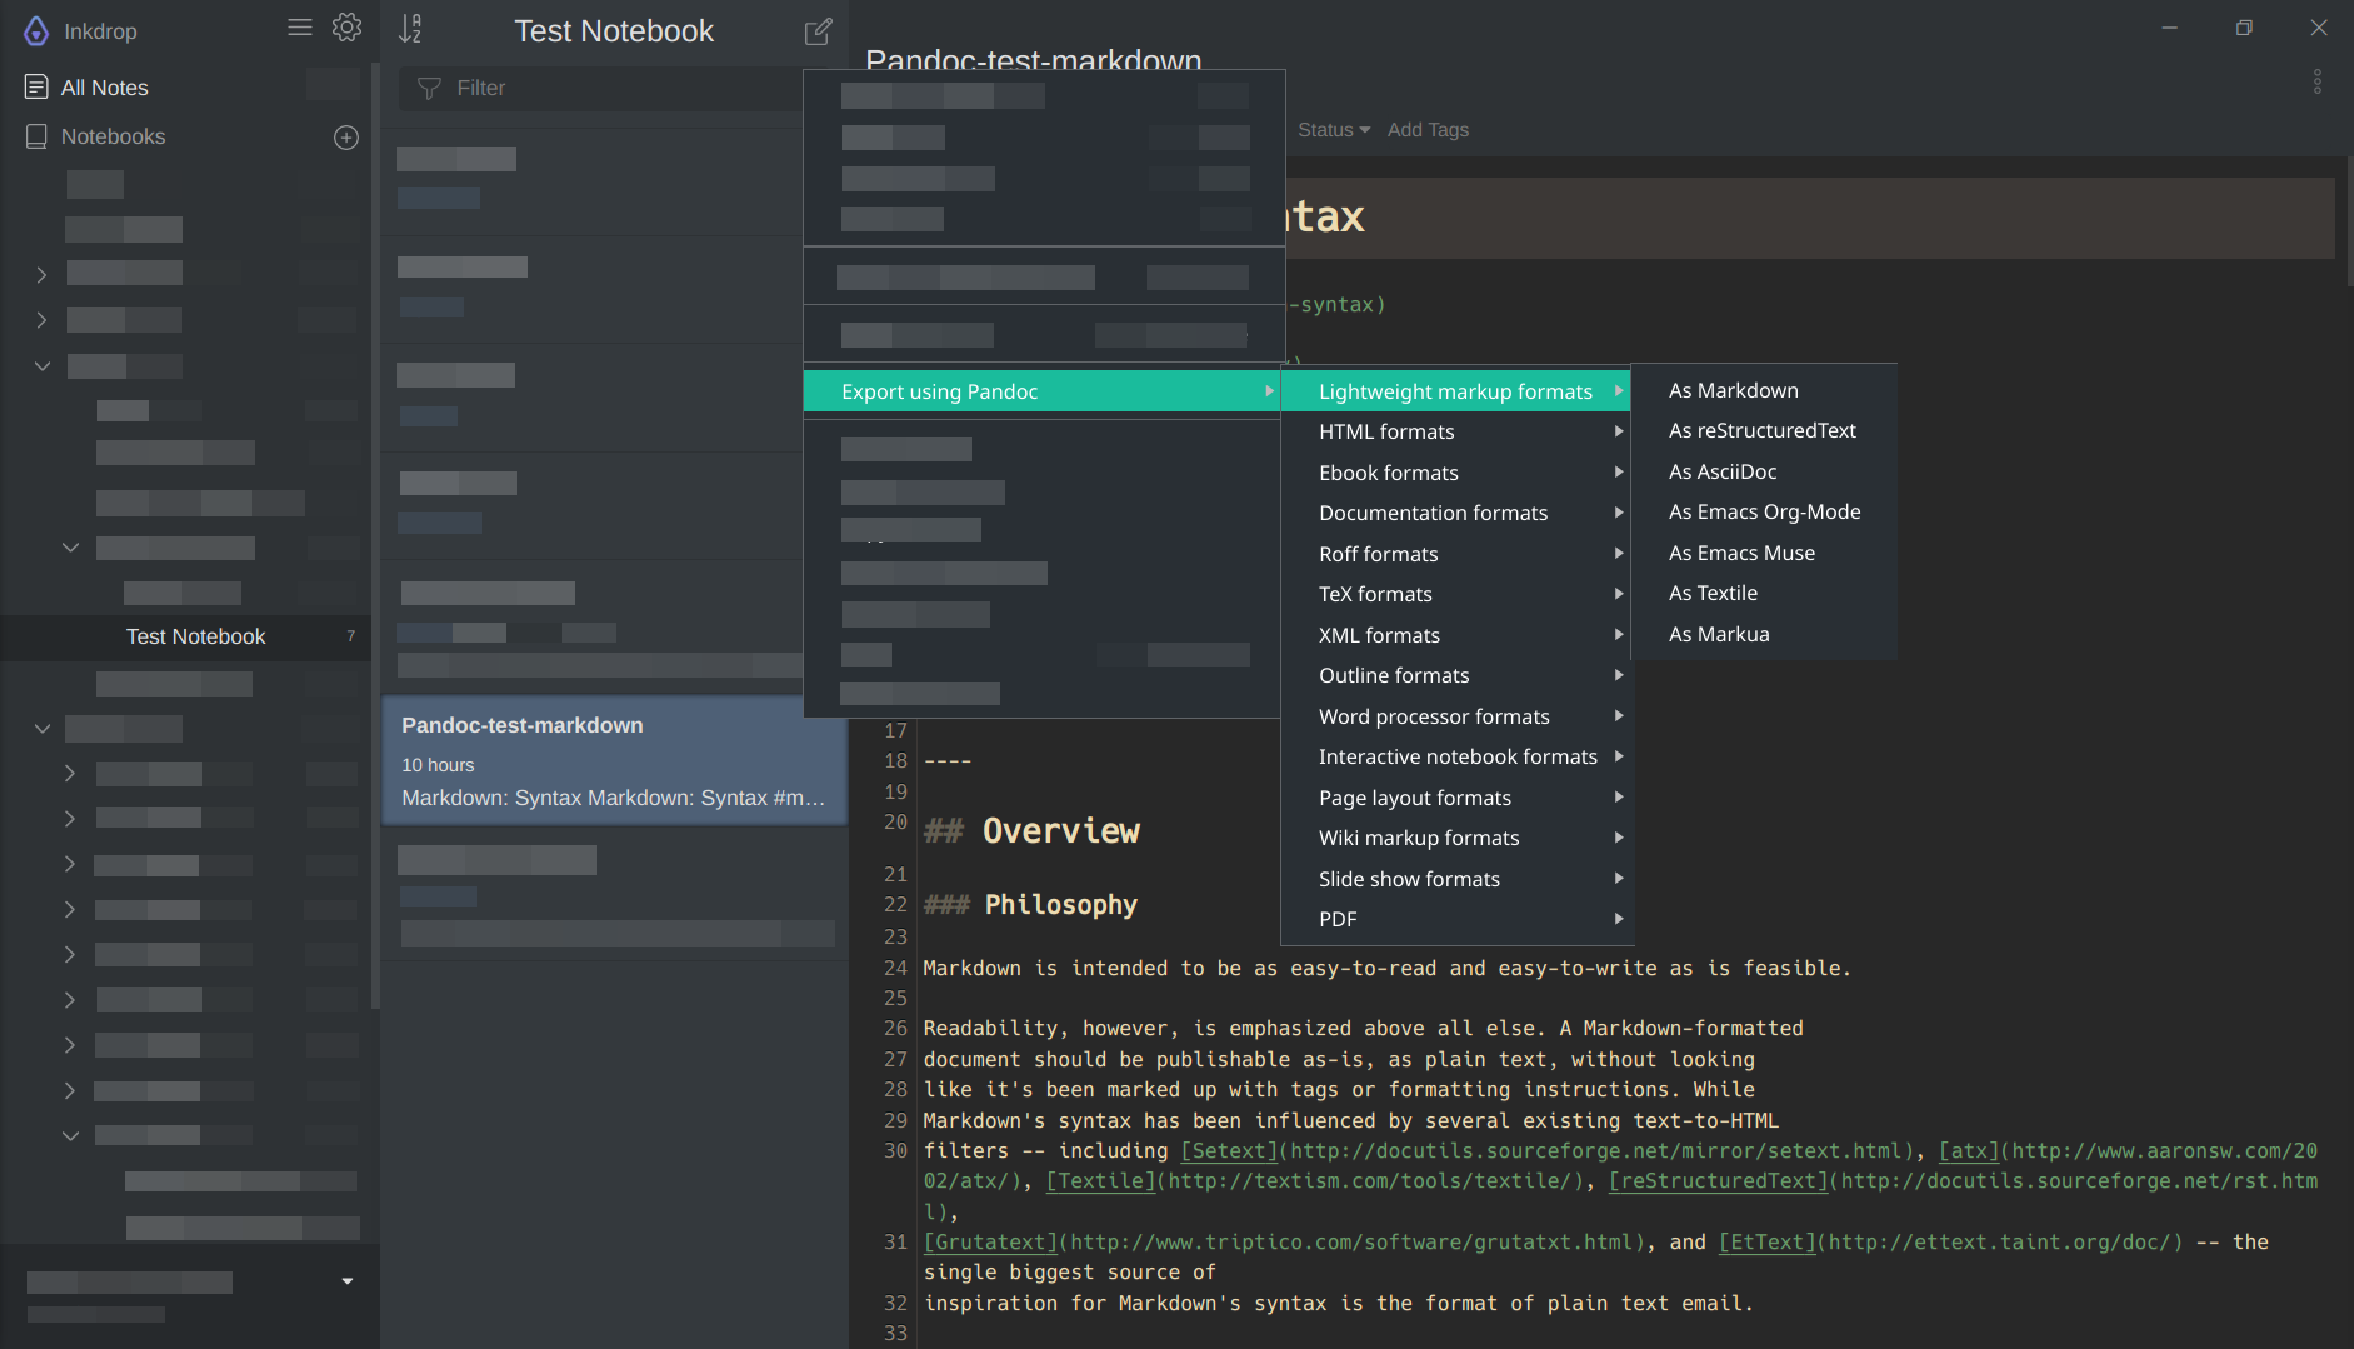 Inkdrop
All Notes
Notebooks
Test Notebook 7
Test Notebook
Filter
Pandoc-test-markdown
10 hours
Markdown: Syntax Markdown: Syntax #m…
Pandoc-test-markdown
Status
Add Tags
ntax
-syntax)
Export using Pandoc
Lightweight markup formats
HTML formats
Ebook formats
Documentation formats
Roff formats
TeX formats
XML formats
Outline formats
Word processor formats
Interactive notebook formats
Page layout formats
Wiki markup formats
Slide show formats
PDF
As Markdown
As reStructuredText
As AsciiDoc
As Emacs Org-Mode
As Emacs Muse
As Textile
As Markua
17
18 ----
19
20 ## Overview
21
22 ### Philosophy
23
24 Markdown is intended to be as easy-to-read and easy-to-write as is feasible.
25
26 Readability, however, is emphasized above all else. A Markdown-formatted
27 document should be publishable as-is, as plain text, without looking
28 like it's been marked up with tags or formatting instructions. While
29 Markdown's syntax has been influenced by several existing text-to-HTML
30 filters -- including [Setext](http://docutils.sourceforge.net/mirror/setext.html), [atx](http://www.aaronsw.com/20
02/atx/), [Textile](http://textism.com/tools/textile/), [reStructuredText](http://docutils.sourceforge.net/rst.htm
l),
31 [Grutatext](http://www.triptico.com/software/grutatxt.html), and [EtText](http://ettext.taint.org/doc/) -- the
single biggest source of
32 inspiration for Markdown's syntax is the format of plain text email.
33